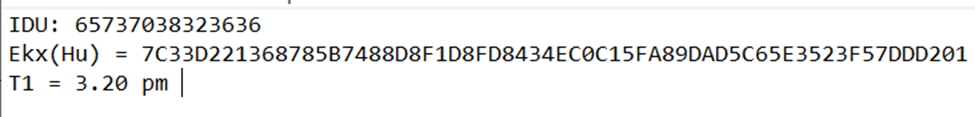 IDU: 65737038323636
Ekx(Hu) = 7C33D221368785B7488D8F1D8FD8434EC0C15FA89DAD5C65E3523F57DDD201
T1 = 3.20 pm